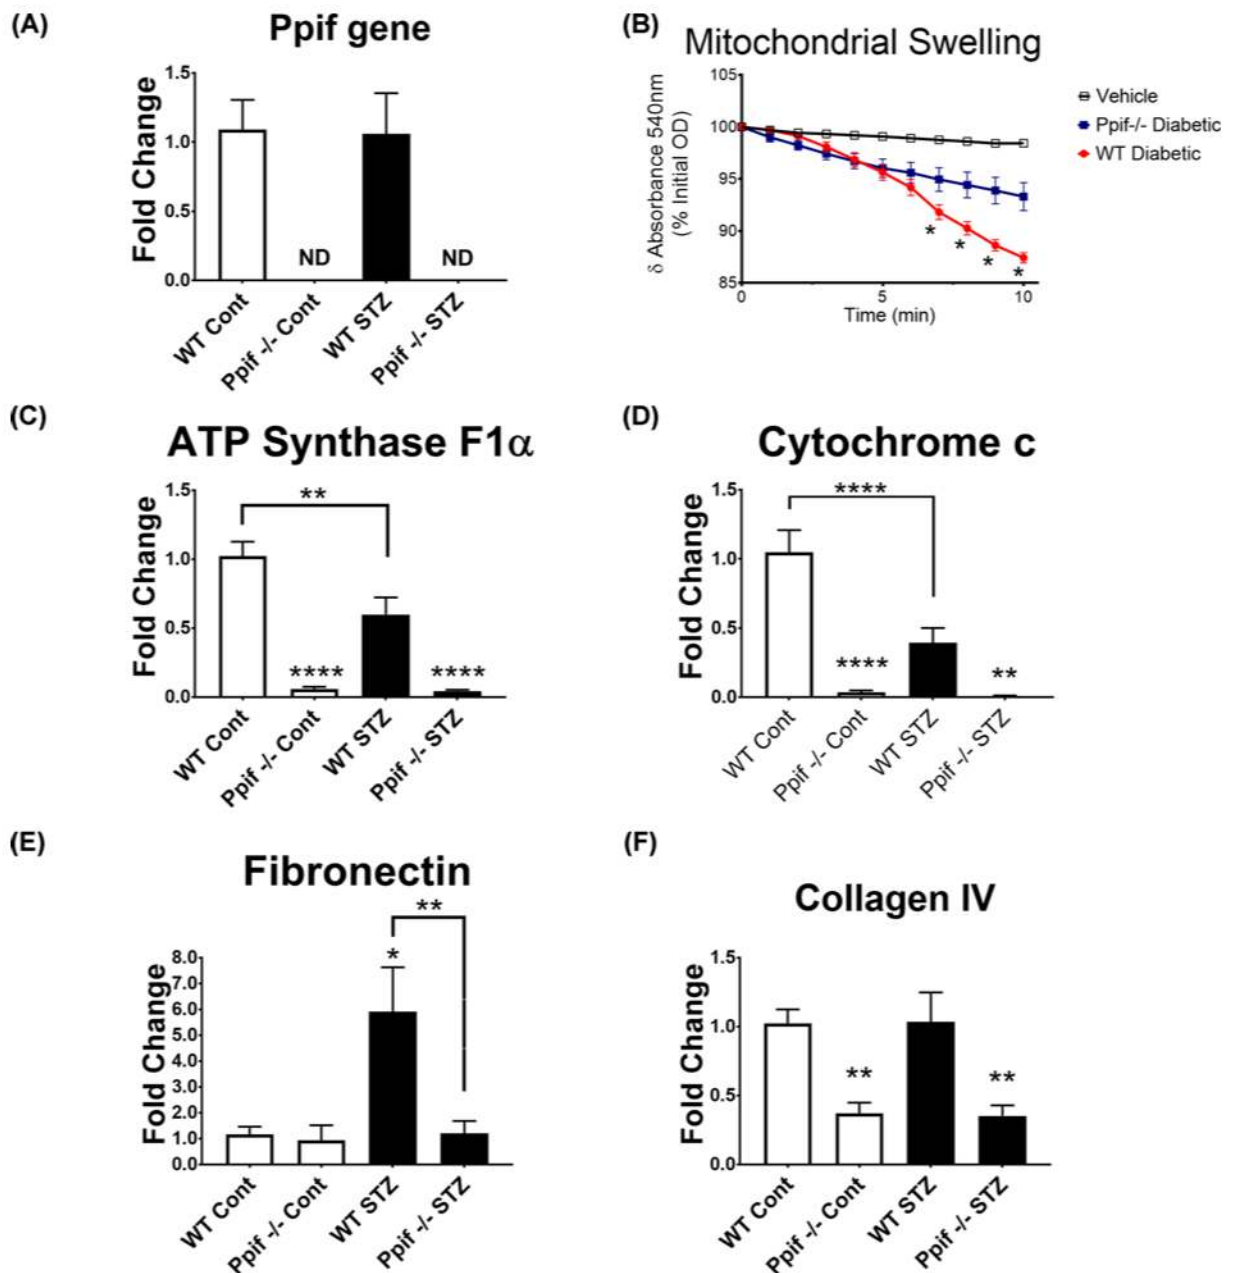 (A)
Ppif gene
Fold Change
1.5
1.0
0.5
0.0
ND
ND
WT Cont
Ppif -/- Cont
WT STZ
Ppif -/- STZ
(B)
Mitochondrial Swelling
δ Absorbance 540nm
(% Initial OD)
105
100
95
90
85
* * * *
0 5 10
Time (min)
Vehicle
Ppif-/- Diabetic
WT Diabetic
(C)
ATP Synthase F1α
Fold Change
1.5
1.0
0.5
0.0
**
****
****
WT Cont
Ppif -/- Cont
WT STZ
Ppif -/- STZ
(D)
Cytochrome c
Fold Change
1.5
1.0
0.5
0.0
****
****
**
WT Cont
Ppif -/- Cont
WT STZ
Ppif -/- STZ
(E)
Fibronectin
Fold Change
8.0
7.0
6.0
5.0
4.0
3.0
2.0
1.0
0.0
**
*
WT Cont
Ppif -/- Cont
WT STZ
Ppif -/- STZ
(F)
Collagen IV
Fold Change
1.5
1.0
0.5
0.0
**
**
WT Cont
Ppif -/- Cont
WT STZ
Ppif -/- STZ